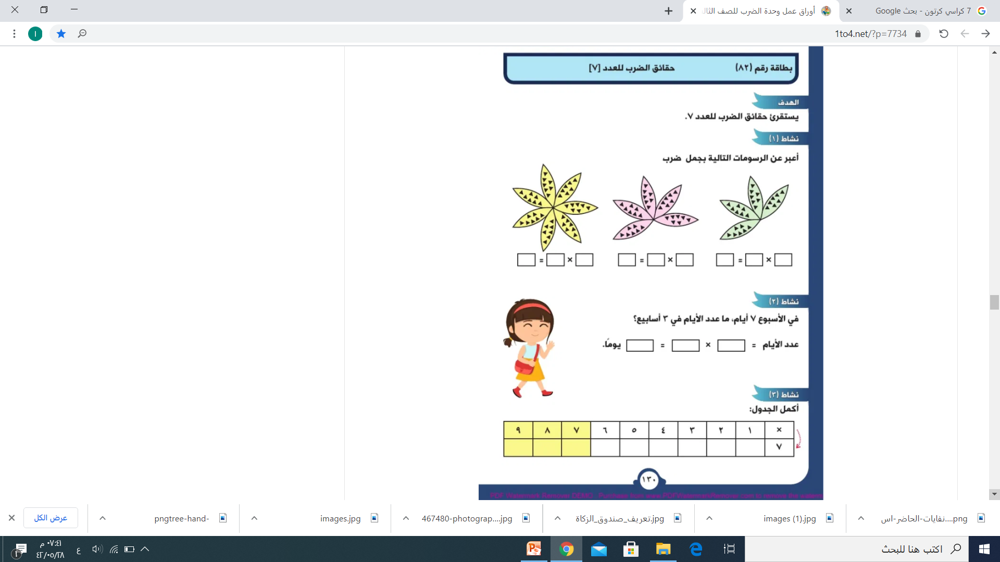 7 كراسي كرتون - بحث Google
أوراق عمل وحدة الضرب للصف الثال
1to4.net/?p=7734
I
بطاقة رقم (٨٢) حقائق الضرب للعدد [٧]
الهدف
يستقرئ حقائق الضرب للعدد ٧.
نشاط (١)
أعبر عن الرسومات التالية بجمل ضرب
× = × = × =
نشاط (٢)
في الأسبوع ٧ أيام، ما عدد الأيام في ٣ أسابيع؟
عدد الأيام = × = يومًا.
نشاط (٣)
أكمل الجدول:
× ١ ٢ ٣ ٤ ٥ ٦ ٧ ٨ ٩
٧
١٣٠
PDF Watermark Remover DEMO : Purchase from www.PDFWatermarkRemover.com to remove the waterm
نفايات-الحاضر-اس....png
images (1).jpg
تعريف_صندوق_الزكاة.jpg
467480-photograp....jpg
images.jpg
pngtree-hand-
عرض الكل
اكتب هنا للبحث
ع
٠٧:٤١ م
٤٢/٠٥/٢٨
١